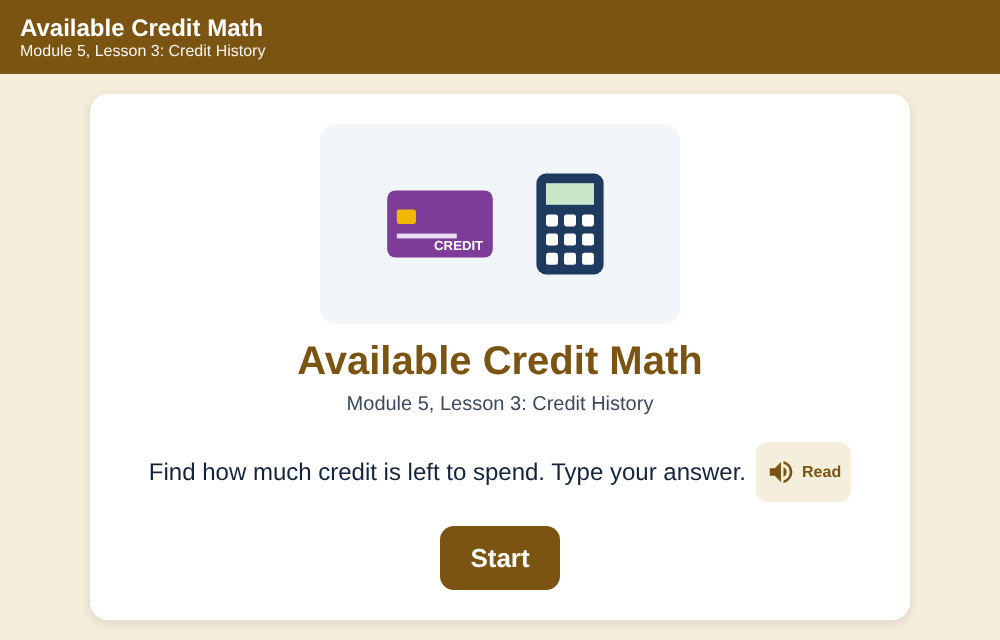 Available Credit Math
Module 5, Lesson 3: Credit History
CREDIT
Available Credit Math
Module 5, Lesson 3: Credit History
Find how much credit is left to spend. Type your answer.
Read
Start